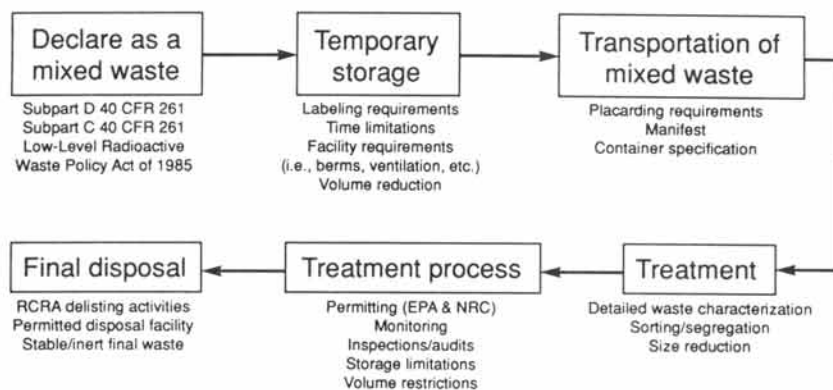 Declare as a
mixed waste
Subpart D 40 CFR 261
Subpart C 40 CFR 261
Low-Level Radioactive
Waste Policy Act of 1985
Temporary
storage
Labeling requirements
Time limitations
Facility requirements
(i.e., berms, ventilation, etc.)
Volume reduction
Transportation of
mixed waste
Placarding requirements
Manifest
Container specification
Treatment
Detailed waste characterization
Sorting/segregation
Size reduction
Treatment process
Permitting (EPA & NRC)
Monitoring
Inspections/audits
Storage limitations
Volume restrictions
Final disposal
RCRA delisting activities
Permitted disposal facility
Stable/inert final waste